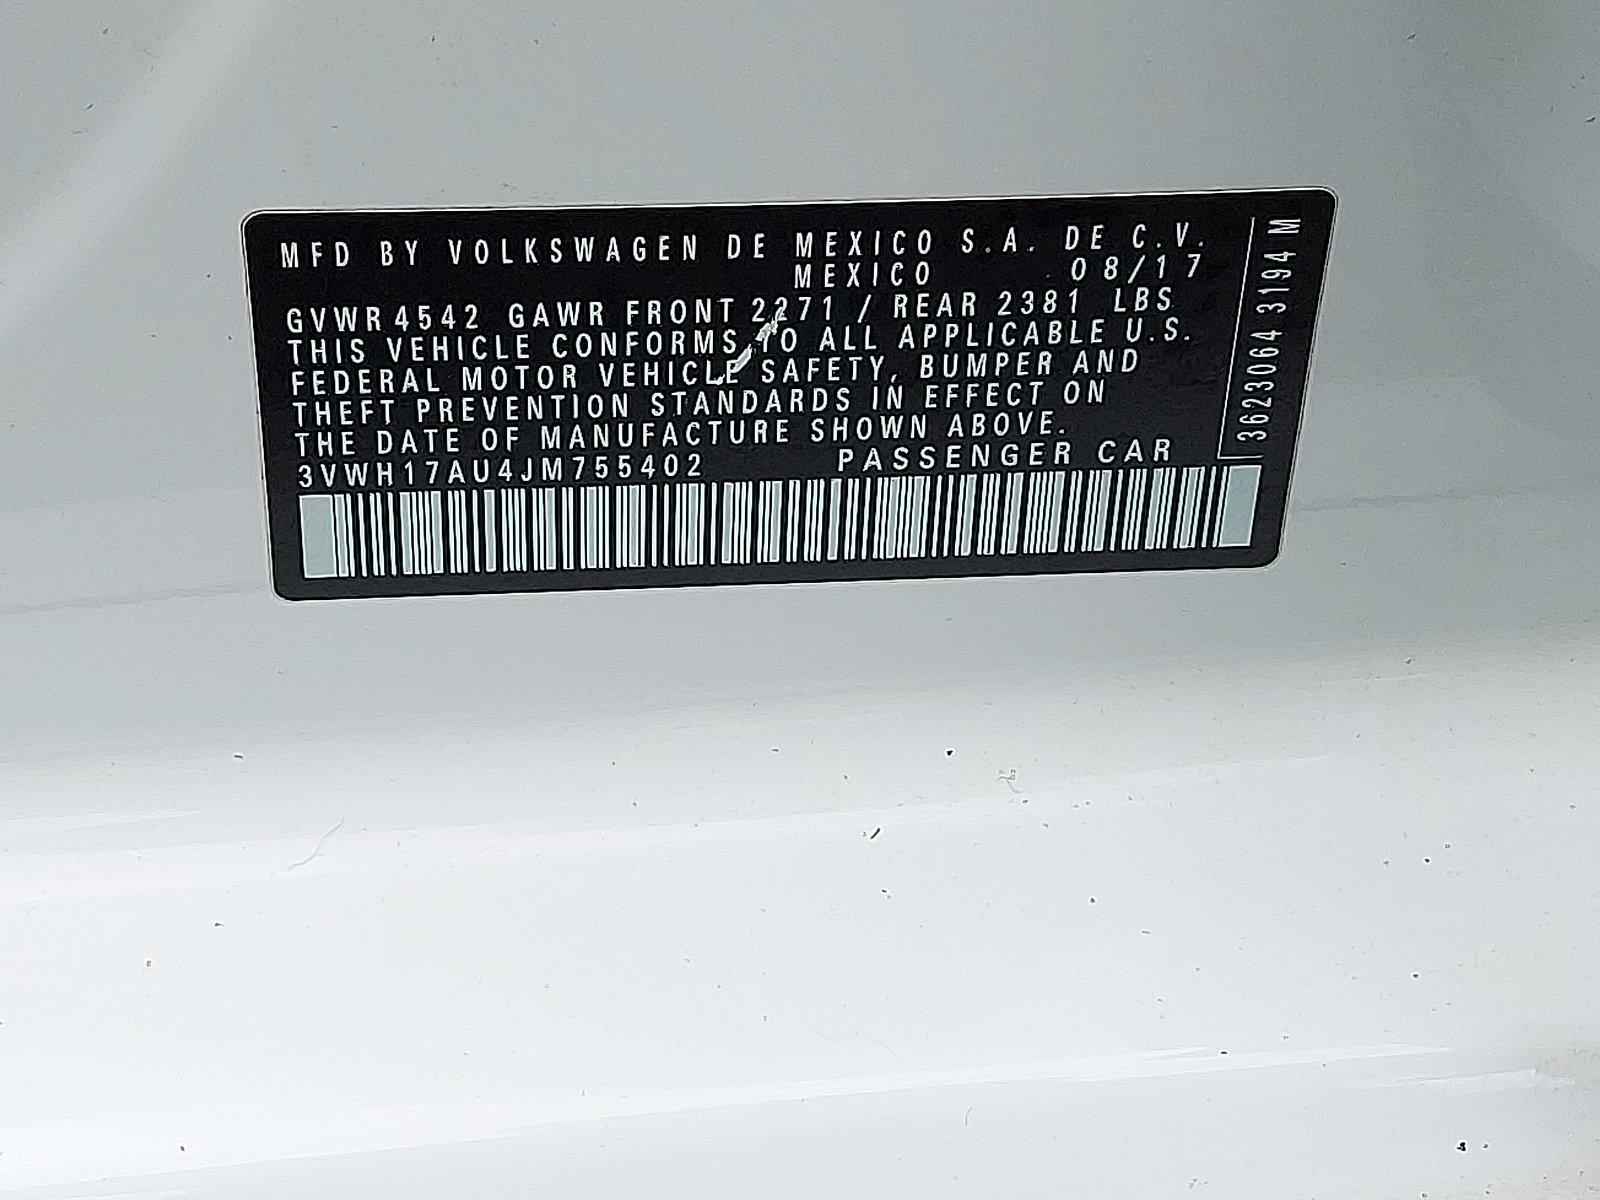 MFD BY VOLKSWAGEN DE MEXICO S.A. DE C.V.
MEXICO 08/17
GVWR 4542 GAWR FRONT 2271 / REAR 2381 LBS
THIS VEHICLE CONFORMS TO ALL APPLICABLE U.S.
FEDERAL MOTOR VEHICLE SAFETY, BUMPER AND
THEFT PREVENTION STANDARDS IN EFFECT ON
THE DATE OF MANUFACTURE SHOWN ABOVE.
3VWH17AU4JM755402 PASSENGER CAR
3623064 3194 M